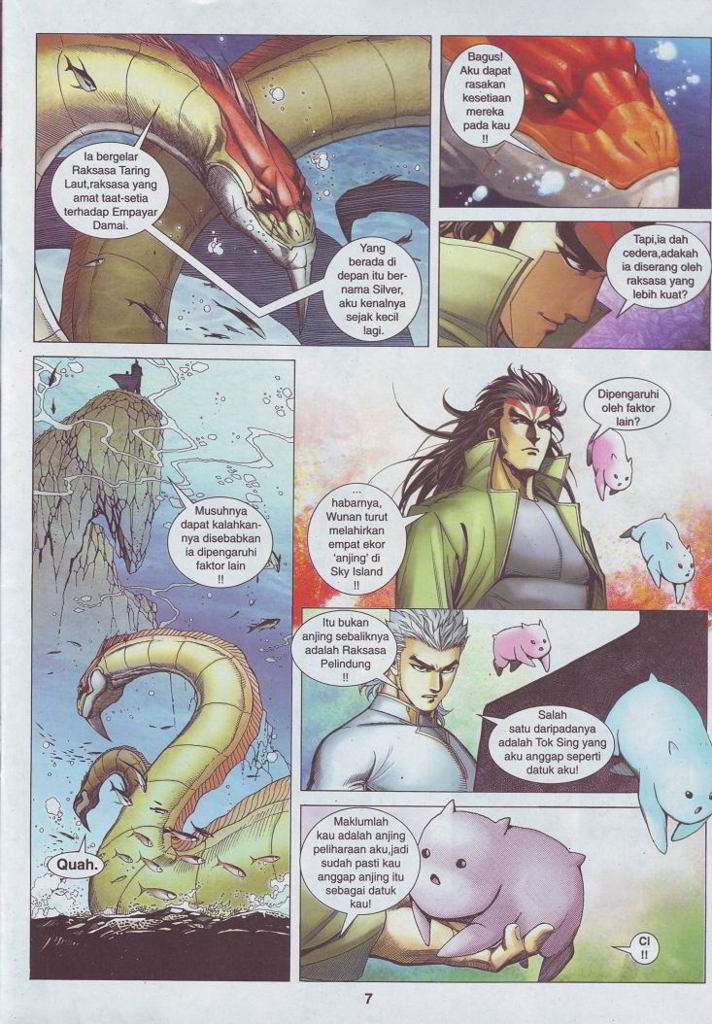 Ia bergelar
Raksasa Taring
Laut,raksasa yang
amat taat-setia
terhadap Empayar
Damai.
Yang
berada di
depan itu ber-
nama Silver,
aku kenalnya
sejak kecil
lagi.
Bagus!
Aku dapat
rasakan
kesetiaan
mereka
pada kau
!!
Tapi,ia dah
cedera,adakah
ia diserang oleh
raksasa yang
lebih kuat?
Musuhnya
dapat kalahkan-
nya disebabkan
ia dipengaruhi
faktor lain
!!
Quah.
Dipengaruhi
oleh faktor
lain?
...
habarnya,
Wunan turut
melahirkan
empat ekor
'anjing' di
Sky Island
!!
Itu bukan
anjing sebaliknya
adalah Raksasa
Pelindung
!!
Salah
satu daripadanya
adalah Tok Sing yang
aku anggap seperti
datuk aku!
Maklumlah
kau adalah anjing
peliharaan aku,jadi
sudah pasti kau
anggap anjing itu
sebagai datuk
kau!
CI
!!
7